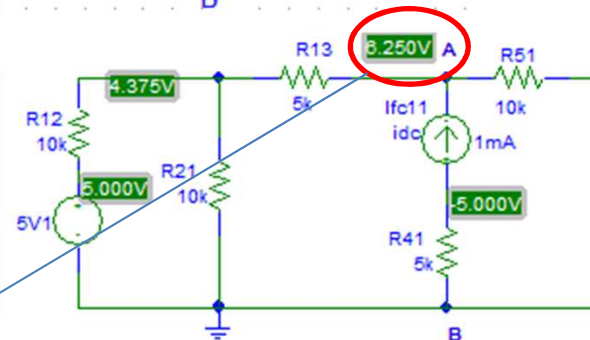 R13
6.250V A
R51
4.375V
5k
10k
Ifc11
idc
1mA
R12
10k
R21
10k
5.000V
-5.000V
5V1
R41
5k
B